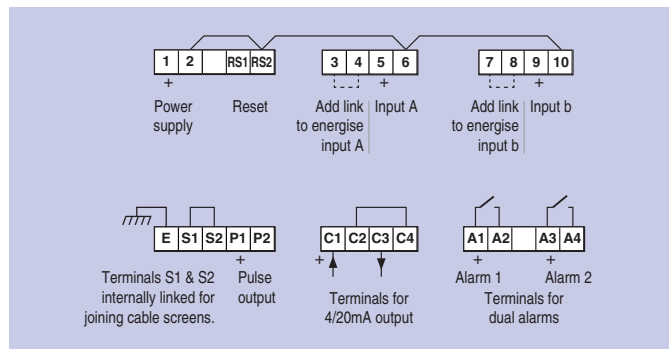 1 2 RS1 RS2 3 4 5 6 7 8 9 10
+ + +
Power supply
Reset
Add link to energise input A
Input A
Add link to energise input b
Input b
E S1 S2 P1 P2 C1 C2 C3 C4 A1 A2 A3 A4
+ + + +
Terminals S1 & S2
internally linked for
joining cable screens.
Pulse
output
Terminals for
4/20mA output
Alarm 1 Alarm 2
Terminals for
dual alarms